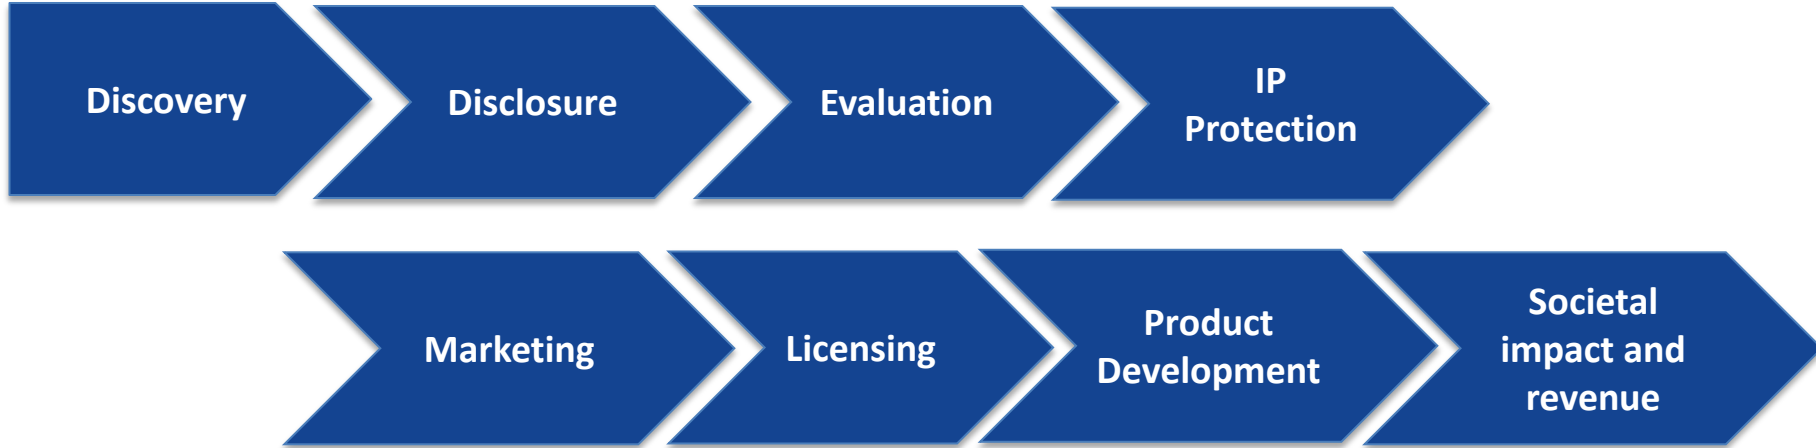 Discovery
Disclosure
Evaluation
IP
Protection
Marketing
Licensing
Product
Development
Societal
impact and
revenue